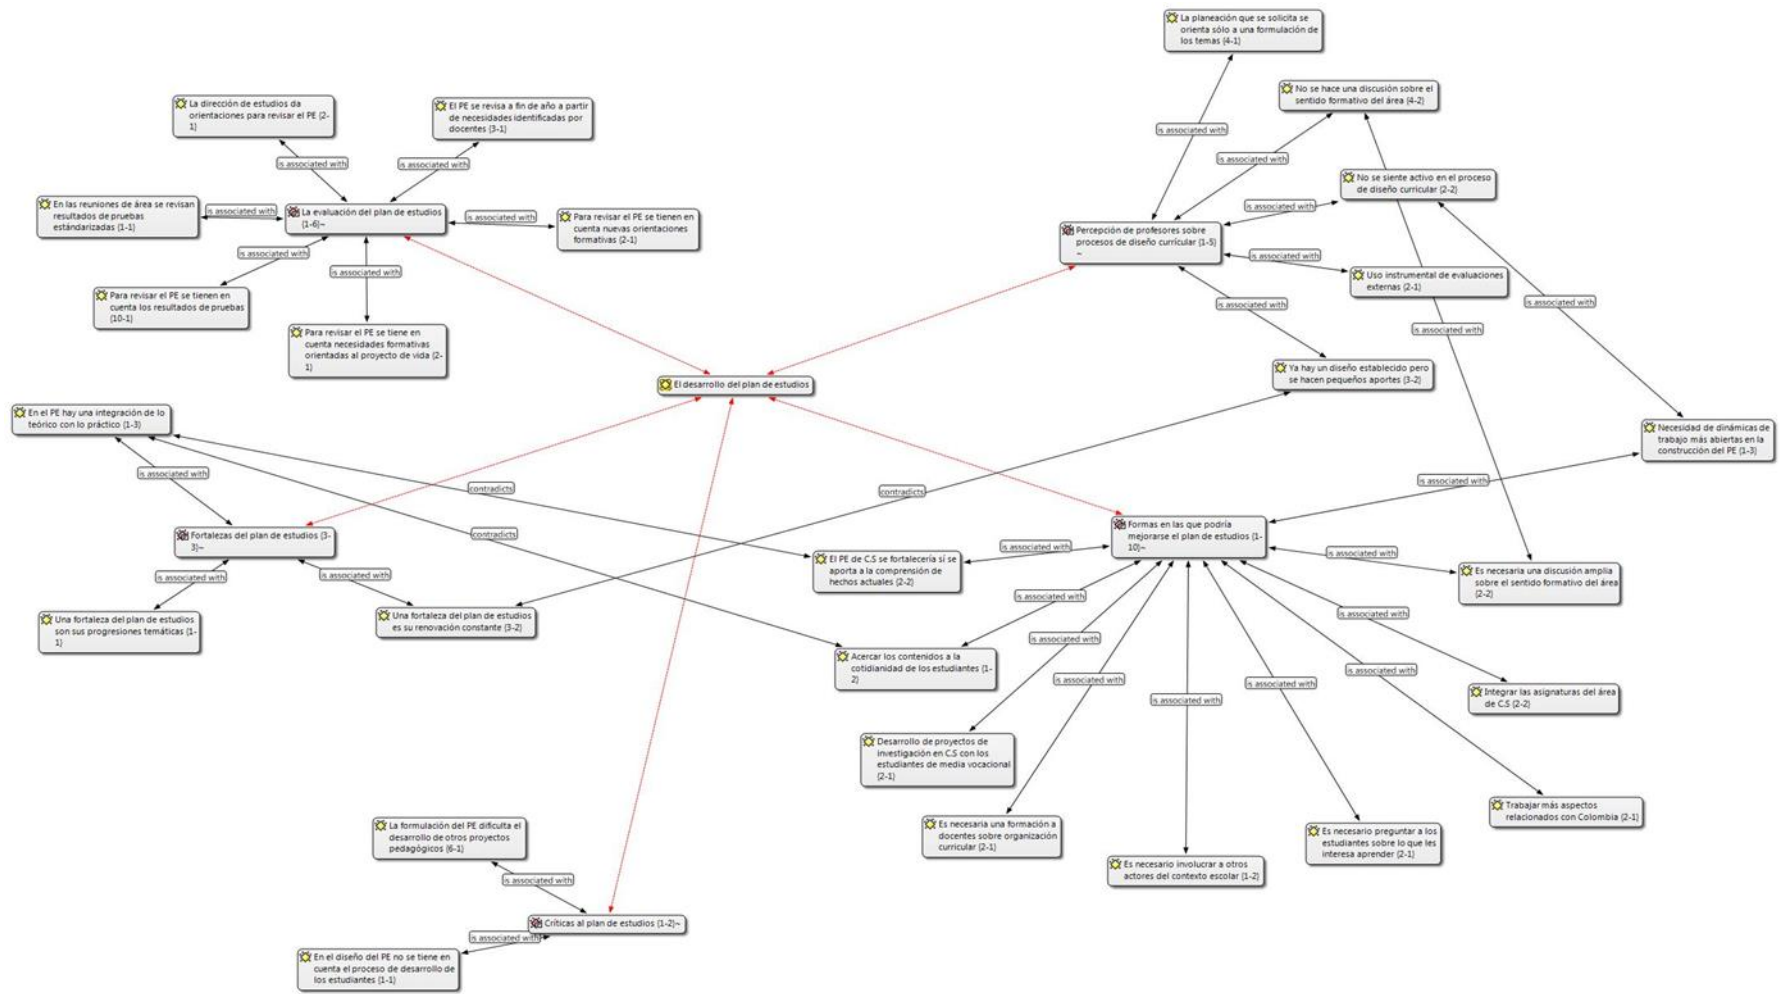 La planeación que se solicita se
orienta sólo a una formulación de
los temas {4-1}
is associated with
No se hace una discusión sobre el
sentido formativo del área {4-2}
is associated with
La dirección de estudios da
orientaciones para revisar el PE {2-
1}
is associated with
El PE se revisa a fin de año a partir
de necesidades identificadas por
docentes {3-1}
is associated with
No se siente activo en el proceso
de diseño curricular {2-2}
is associated with
En las reuniones de área se revisan
resultados de pruebas
estándarizadas {1-1}
is associated with
La evaluación del plan de estudios
{1-6}~
is associated with
Para revisar el PE se tienen en
cuenta nuevas orientaciones
formativas {2-1}
Percepción de profesores sobre
procesos de diseño currícular {1-5}
~
is associated with
Uso instrumental de evaluaciones
externas {2-1}
is associated with
is associated with
Para revisar el PE se tienen en
cuenta los resultados de pruebas
{10-1}
is associated with
Para revisar el PE se tiene en
cuenta necesidades formativas
orientadas al proyecto de vida {2-
1}
is associated with
is associated with
is associated with
Ya hay un diseño establecido pero
se hacen pequeños aportes {3-2}
El desarrollo del plan de estudios
En el PE hay una integración de lo
teórico con lo práctico {1-3}
Necesidad de dinámicas de
trabajo más abiertas en la
construcción del PE {1-3}
is associated with
is associated with
contradicts
contradicts
contradicts
Fortalezas del plan de estudios {3-
3}~
Formas en las que podría
mejorarse el plan de estudios {1-
10}~
is associated with
is associated with
El PE de C.S se fortalecería sí se
aporta a la comprensión de
hechos actuales {2-2}
Es necesaria una discusión amplia
sobre el sentido formativo del área
{2-2}
is associated with
is associated with
is associated with
is associated with
Una fortaleza del plan de estudios
son sus progresiones temáticas {1-
1}
Una fortaleza del plan de estudios
es su renovación constante {3-2}
is associated with
Acercar los contenidos a la
cotidianidad de los estudiantes {1-
2}
is associated with
is associated with
is associated with
is associated with
is associated with
Integrar las asignaturas del área
de C.S {2-2}
Desarrollo de proyectos de
investigación en C.S con los
estudiantes de media vocacional
{2-1}
Trabajar más aspectos
relacionados con Colombia {2-1}
Es necesaria una formación a
docentes sobre organización
curricular {2-1}
Es necesario preguntar a los
estudiantes sobre lo que les
interesa aprender {2-1}
Es necesario involucrar a otros
actores del contexto escolar {1-2}
La formulación del PE dificulta el
desarrollo de otros proyectos
pedagógicos {6-1}
is associated with
Críticas al plan de estudios {1-2}~
is associated with
En el diseño del PE no se tiene en
cuenta el proceso de desarrollo de
los estudiantes {1-1}